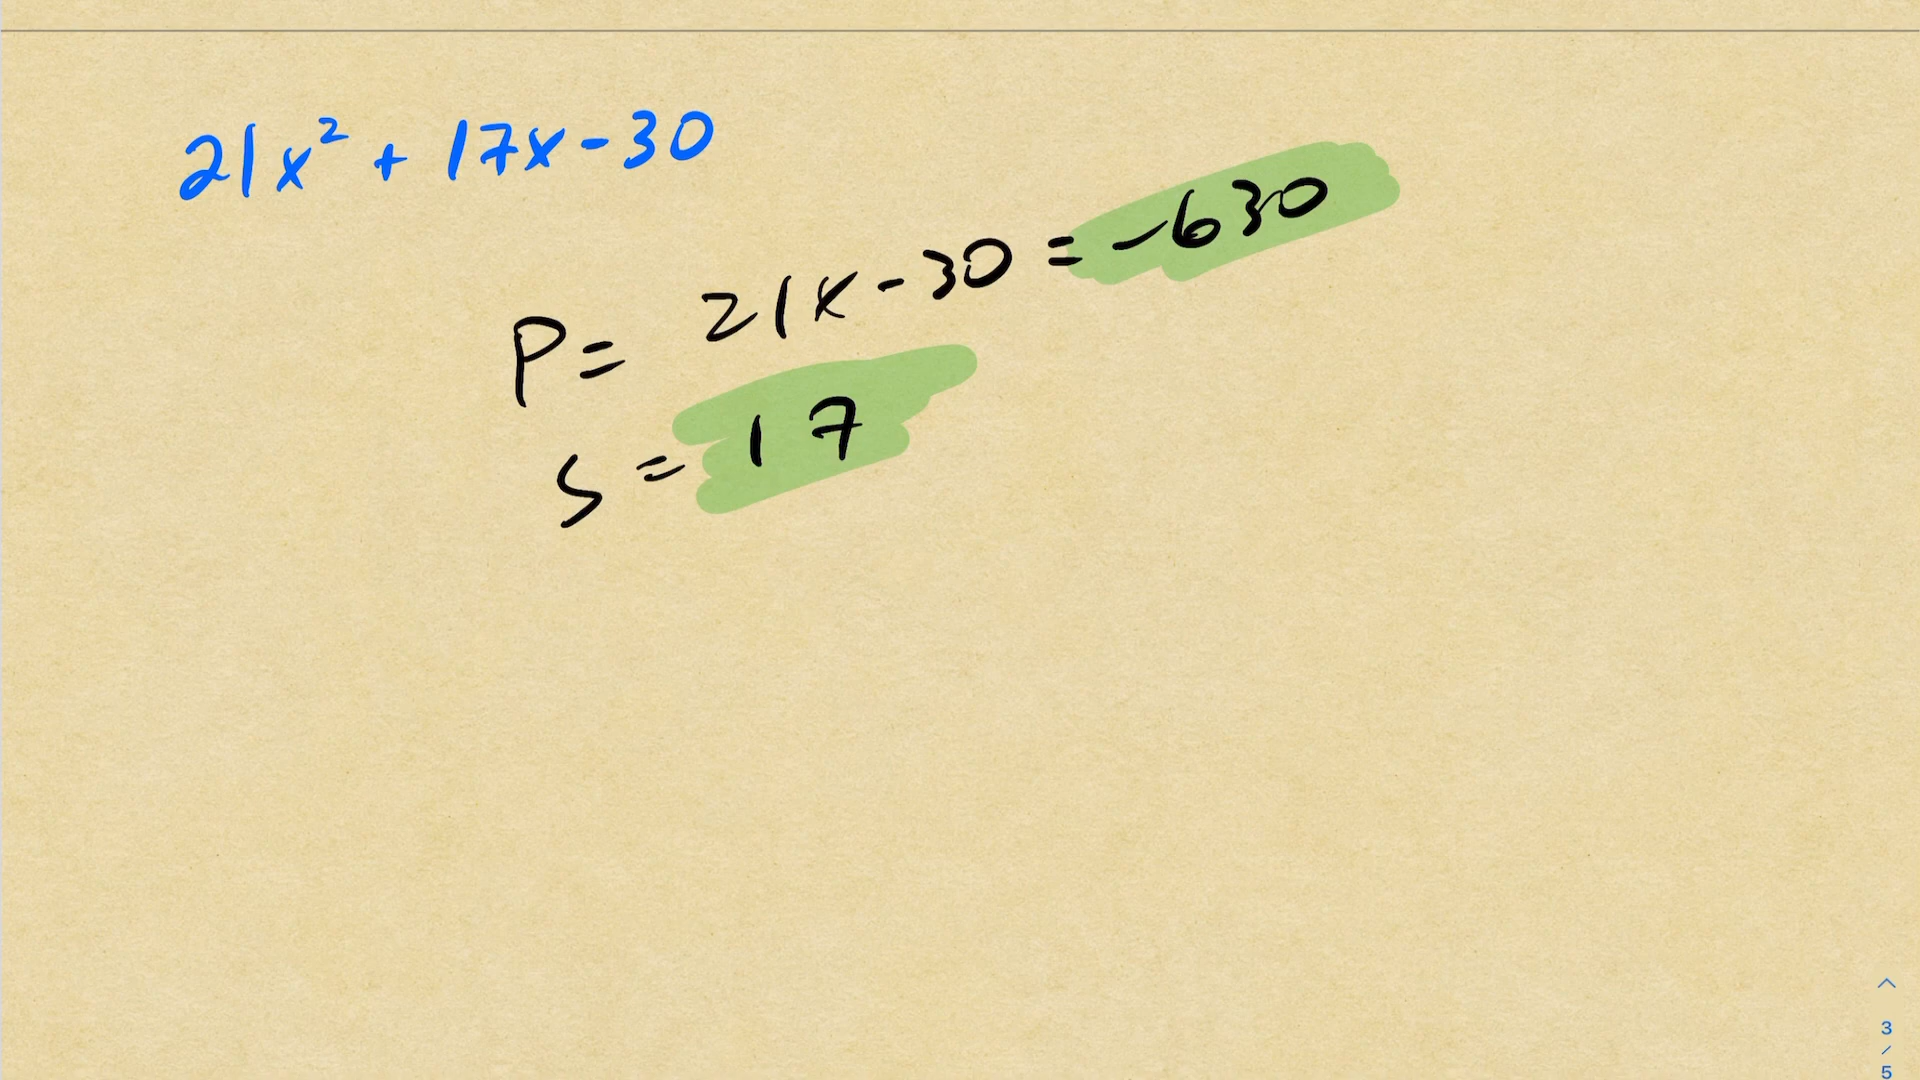 21x² + 17x - 30
P = 21x - 30 = -630
S = 17
3
/
5